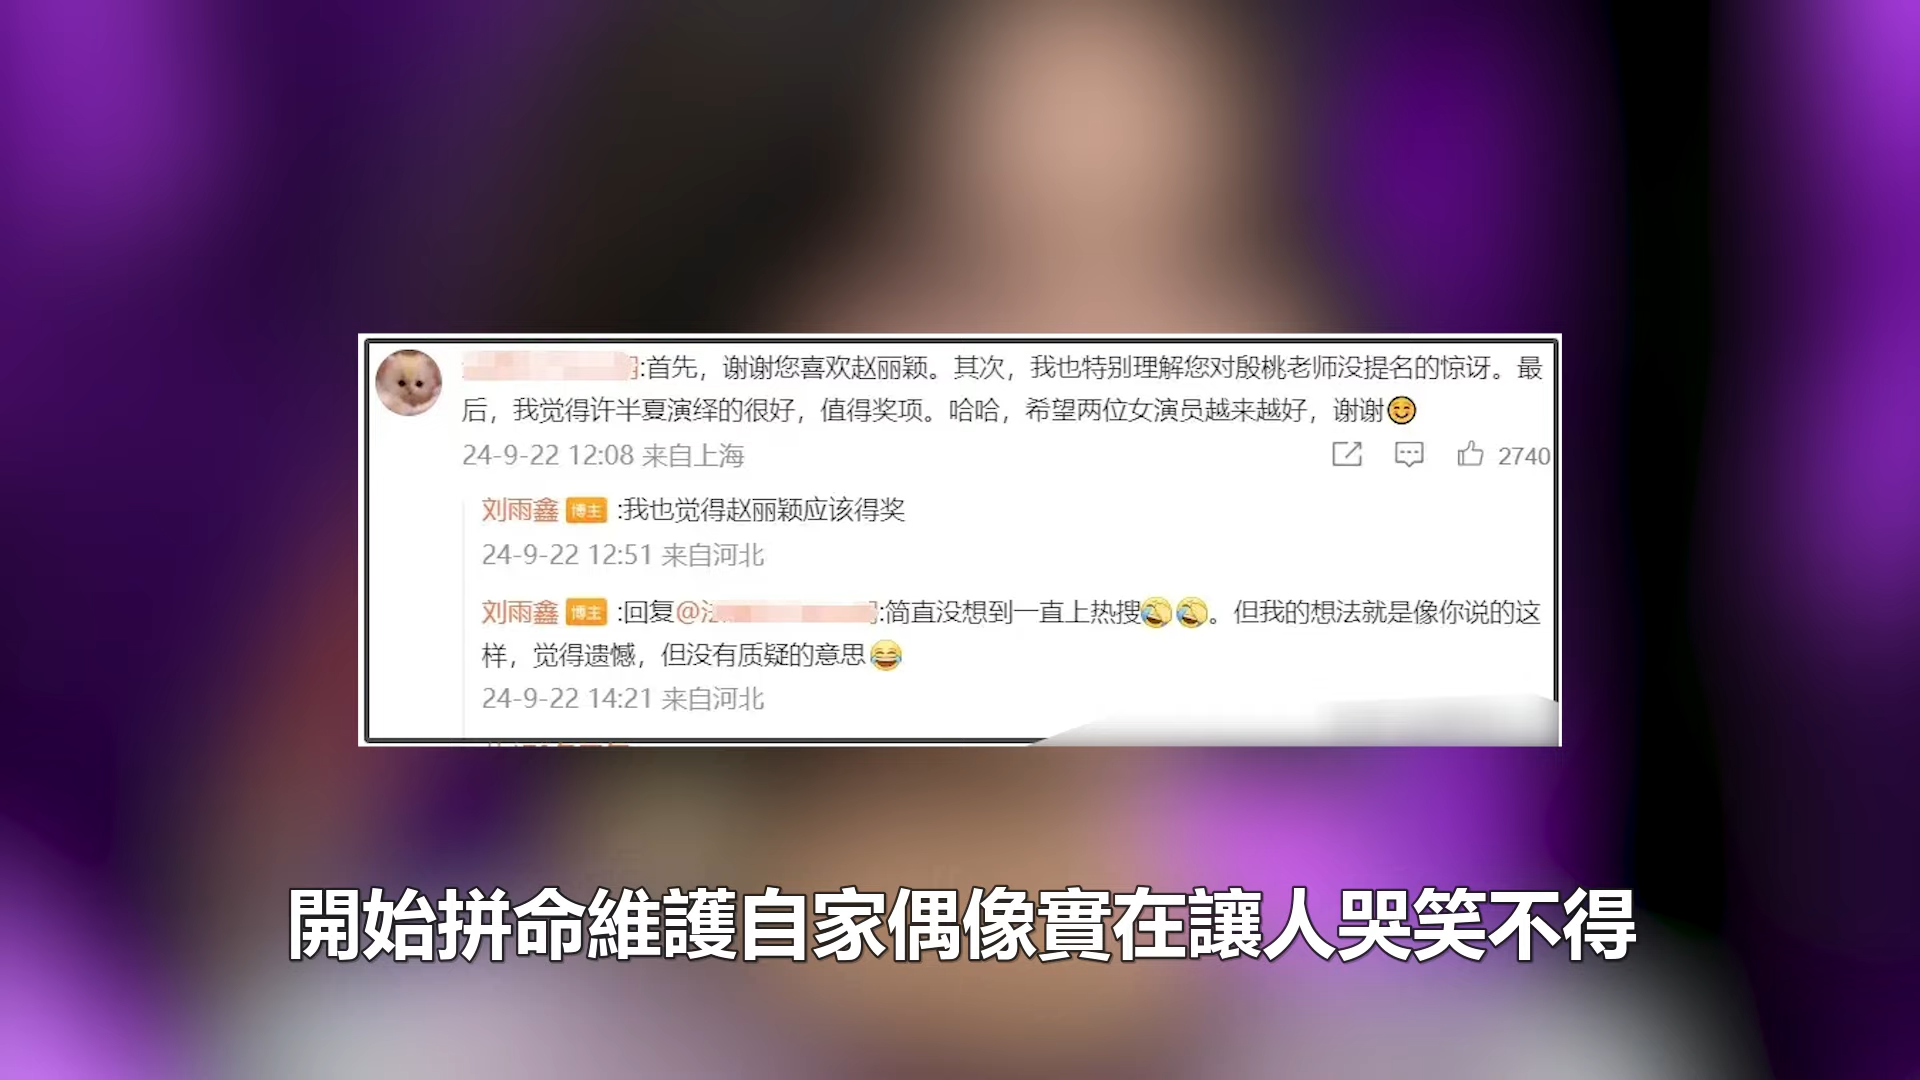 :首先，谢谢您喜欢赵丽颖。其次，我也特别理解您对殷桃老师没提名的惊讶。最
后，我觉得许半夏演绎的很好，值得奖项。哈哈，希望两位女演员越来越好，谢谢😊
24-9-22 12:08 来自上海 2740
刘雨鑫 博主 :我也觉得赵丽颖应该得奖
24-9-22 12:51 来自河北
刘雨鑫 博主 :回复@ :简直没想到一直上热搜🤣🤣。但我的想法就是像你说的这
样，觉得遗憾，但没有质疑的意思😂
24-9-22 14:21 来自河北
開始拼命維護自家偶像實在讓人哭笑不得